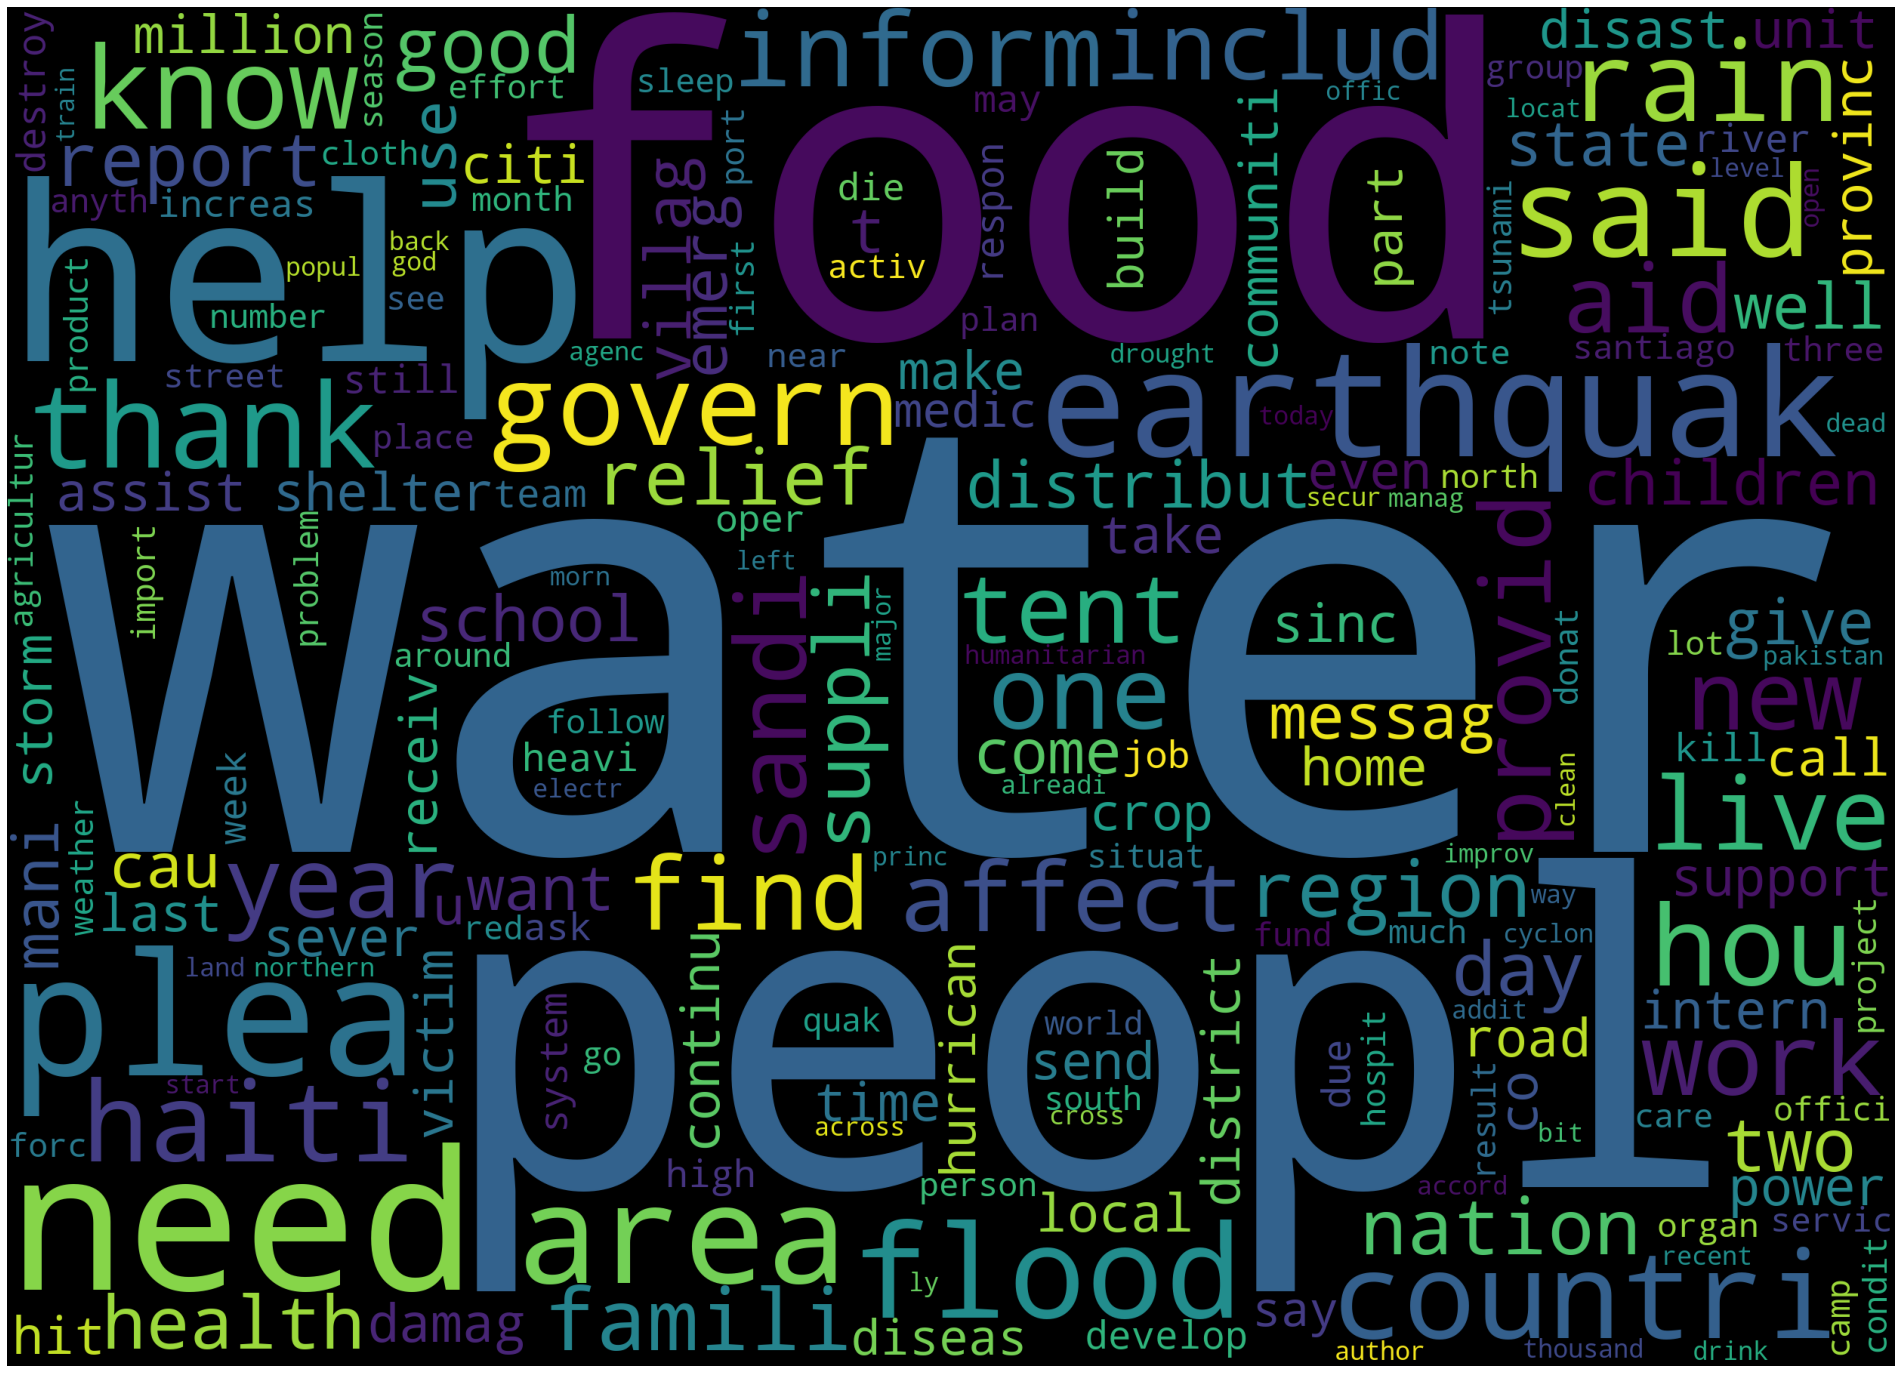 food
water
peopl
help
need
earthquak
flood
countri
plea
know
thank
govern
said
inform
includ
rain
million
season
good
effort
sleep
may
offic
disast
unit
group
locat
provinc
destroy
train
report
cloth
use
citi
month
port
respon
communiti
state
river
level
open
tsunami
anyth
increas
back
god
popul
see
number
product
villag
emerg
first
die
t
activ
build
part
plan
aid
well
agenc
near
make
drought
note
santiago
three
street
still
place
medic
today
dead
assist
shelter
team
relief
distribut
even
north
secur
manag
children
agricultur
import
problem
oper
take
left
morn
school
around
sandi
suppli
major
tent
humanitarian
sinc
provid
donat
give
lot
pakistan
one
new
messag
home
storm
week
receiv
follow
heavi
electr
come
job
alreadi
crop
clean
kill
call
live
mani
weather
cau
last
year
u
want
find
princ
affect
situat
region
improv
way
support
sever
red
ask
fund
much
cyclon
hou
land
northern
victim
continu
hurrican
district
day
project
system
go
quak
world
send
south
cross
time
across
due
hospit
addit
road
intern
work
start
haiti
forc
result
co
bit
care
offici
two
high
person
local
accord
power
area
nation
organ
servic
recent
hit
health
damag
famili
ly
diseas
develop
say
author
thousand
drink
camp
condit